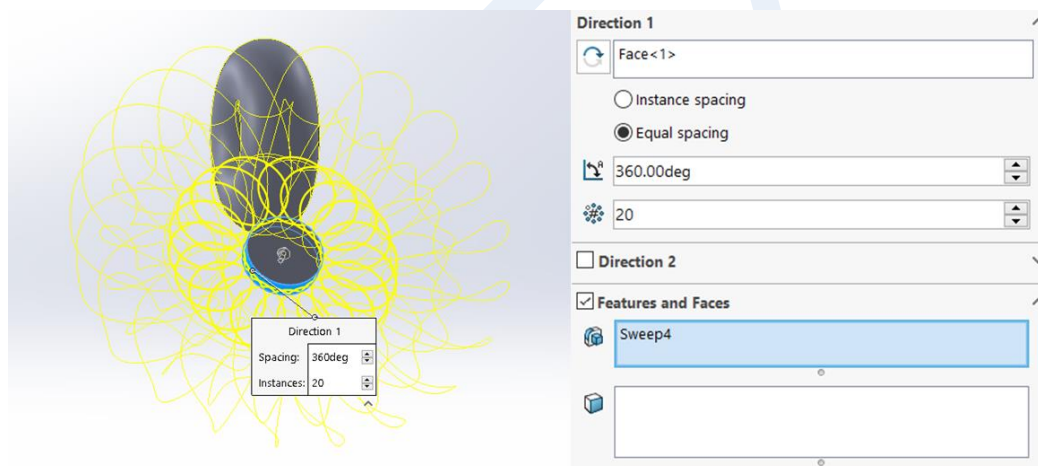 Direction 1
Face<1>
Instance spacing
Equal spacing
360.00deg
20
Direction 2
Features and Faces
Sweep4
Direction 1
Spacing: 360deg
Instances: 20